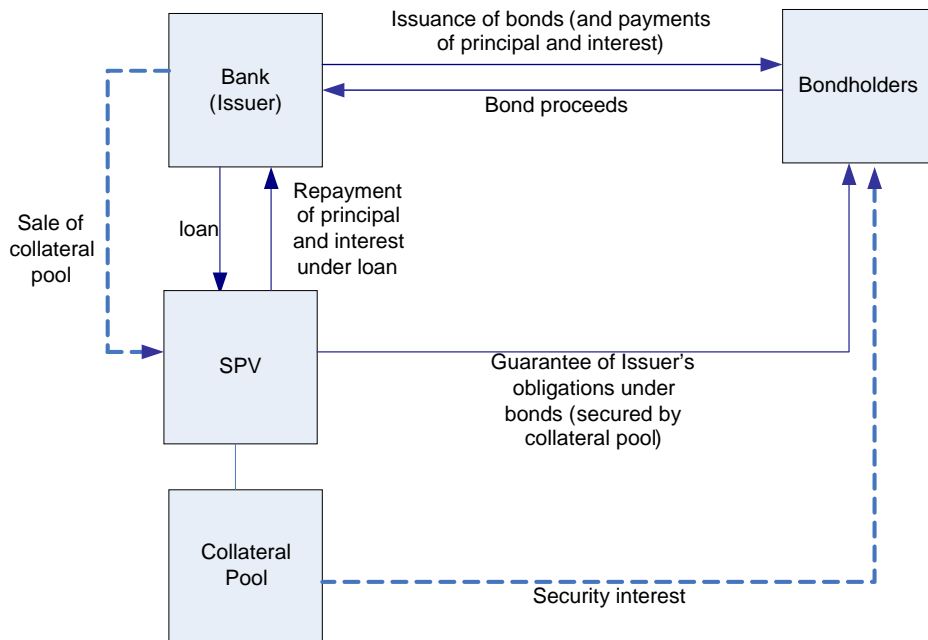 Issuance of bonds (and payments
of principal and interest)
Bank
(Issuer)
Bondholders
Bond proceeds
Sale of
collateral
pool
loan
Repayment
of principal
and interest
under loan
SPV
Guarantee of Issuer’s
obligations under
bonds (secured by
collateral pool)
Collateral
Pool
Security interest